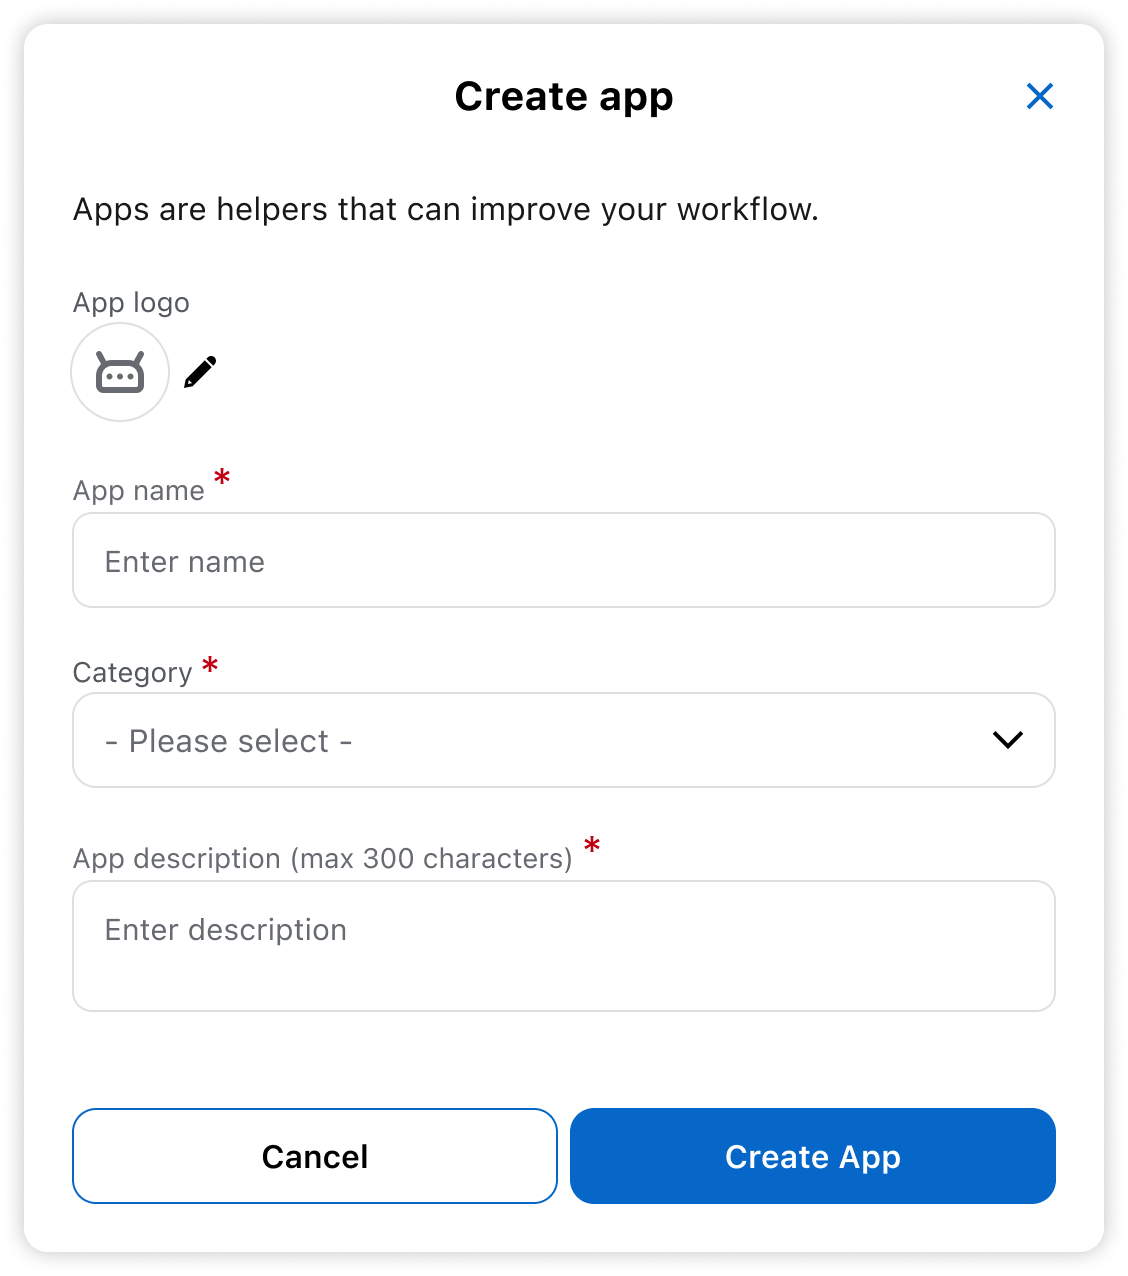 Create app
Apps are helpers that can improve your workflow.
App logo
App name *
Enter name
Category *
- Please select -
App description (max 300 characters) *
Enter description
Cancel
Create App